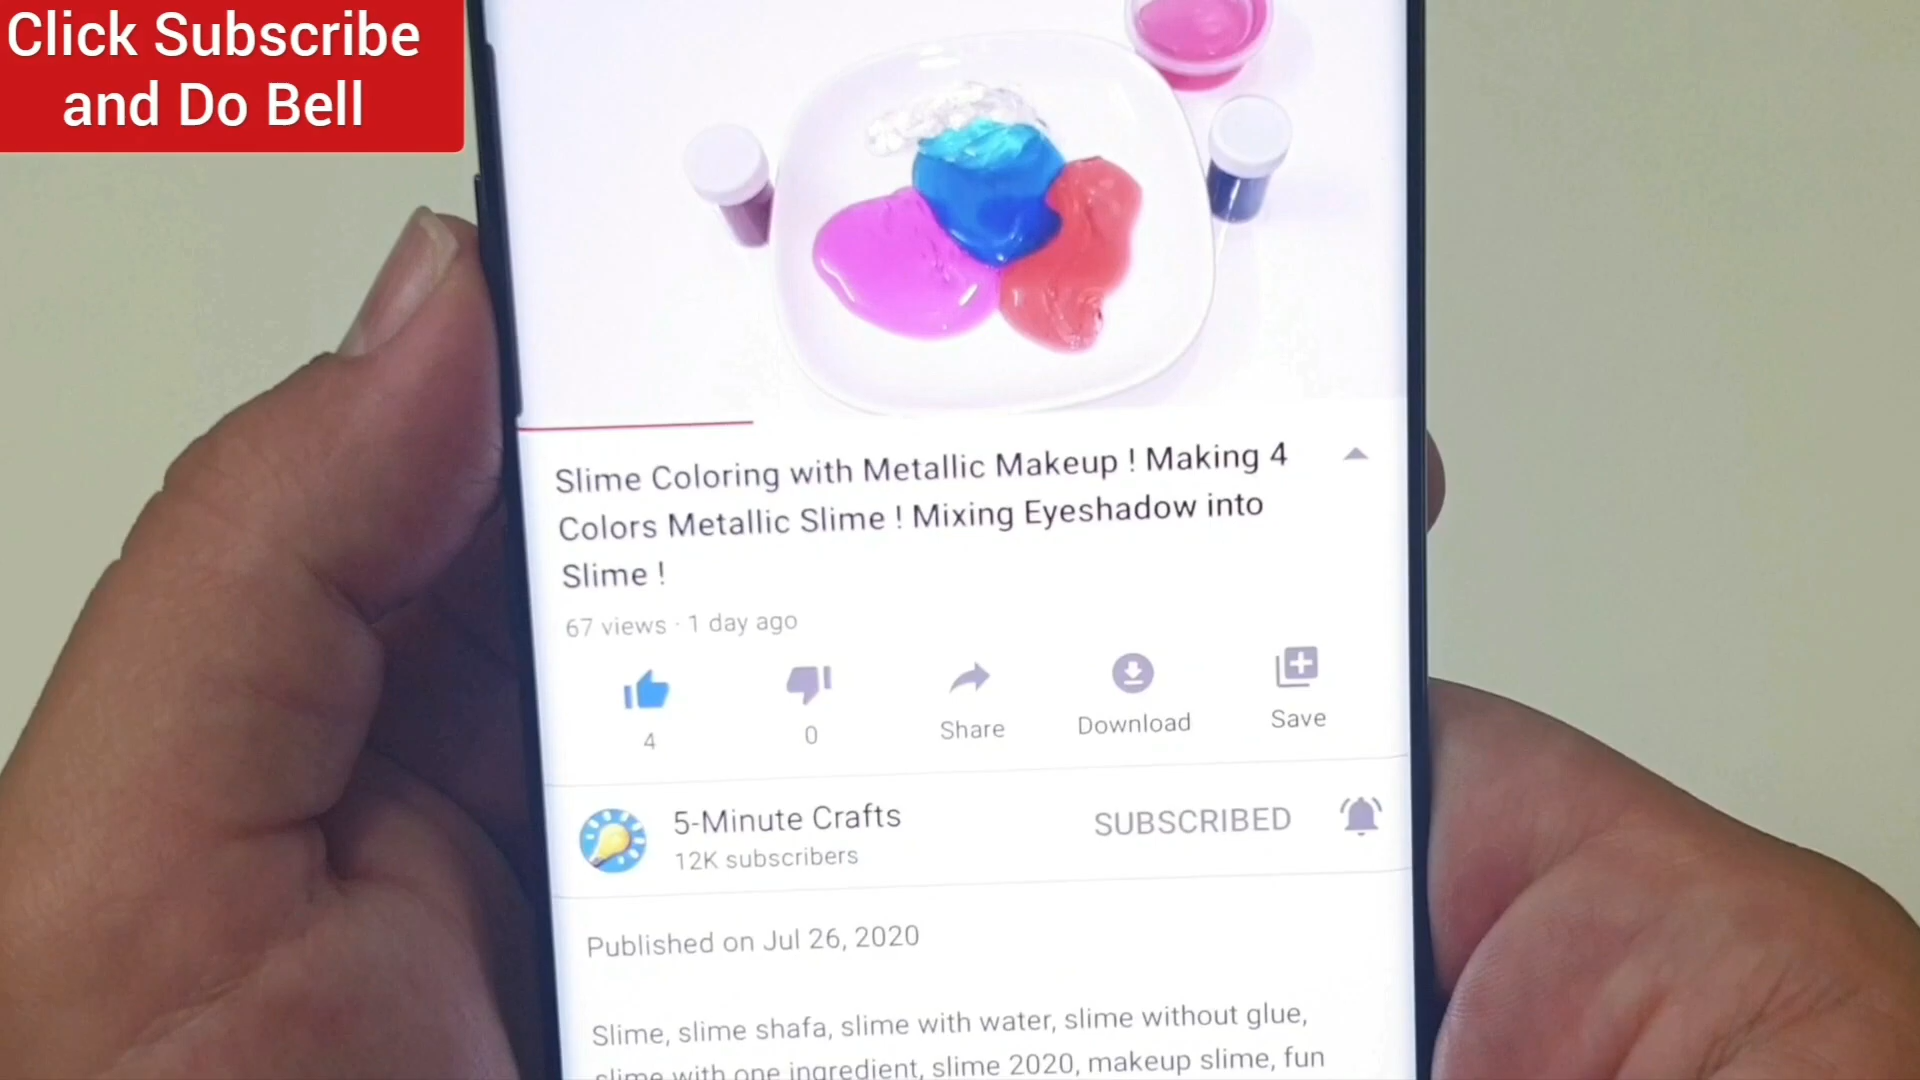 Click Subscribe
and Do Bell
Slime Coloring with Metallic Makeup ! Making 4
Colors Metallic Slime ! Mixing Eyeshadow into
Slime !
67 views · 1 day ago
4
0
Share
Download
Save
5-Minute Crafts
12K subscribers
SUBSCRIBED
Published on Jul 26, 2020
Slime, slime shafa, slime with water, slime without glue,
slime with one ingredient, slime 2020, makeup slime, fun